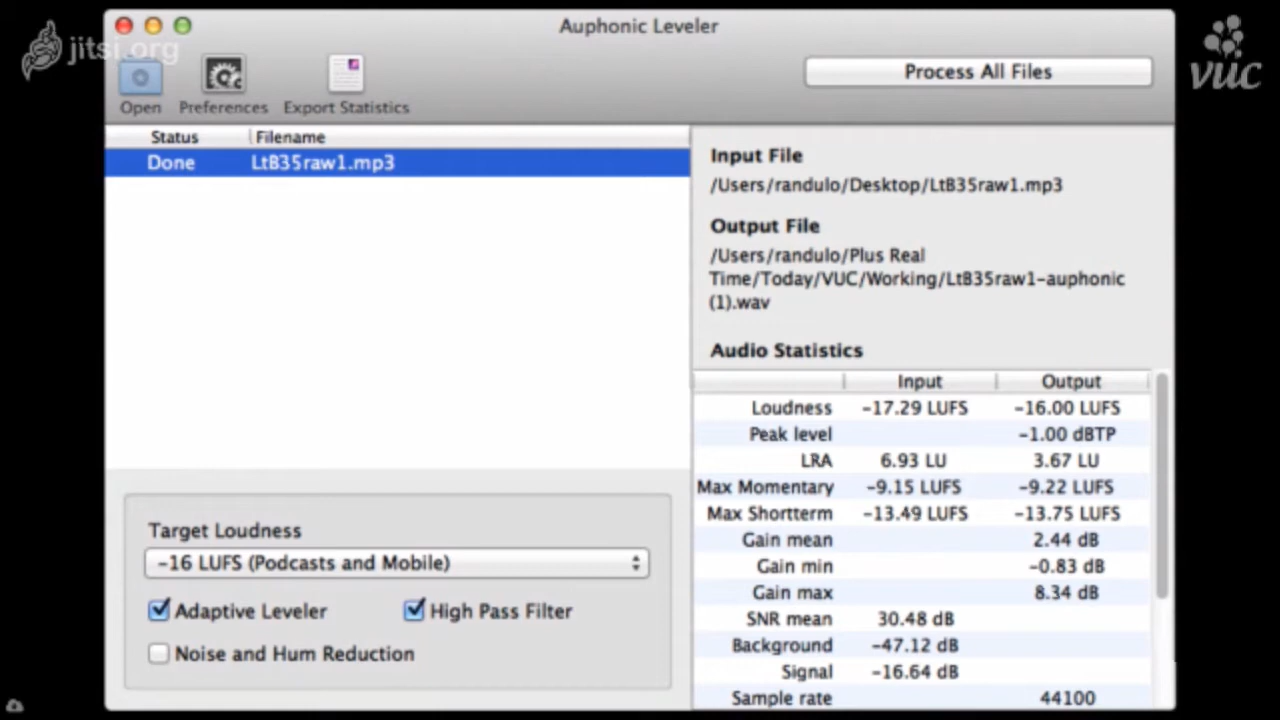 Auphonic Leveler
jitsi.org
VUC
Open Preferences Export Statistics
Process All Files
Status Filename
Done LtB35raw1.mp3
Input File
/Users/randulo/Desktop/LtB35raw1.mp3
Output File
/Users/randulo/Plus Real
Time/Today/VUC/Working/LtB35raw1-auphonic
(1).wav
Audio Statistics
Input Output
Loudness -17.29 LUFS -16.00 LUFS
Peak level -1.00 dBTP
LRA 6.93 LU 3.67 LU
Max Momentary -9.15 LUFS -9.22 LUFS
Max Shortterm -13.49 LUFS -13.75 LUFS
Gain mean 2.44 dB
Gain min -0.83 dB
Gain max 8.34 dB
SNR mean 30.48 dB
Background -47.12 dB
Signal -16.64 dB
Sample rate 44100
Target Loudness
-16 LUFS (Podcasts and Mobile)
Adaptive Leveler High Pass Filter
Noise and Hum Reduction